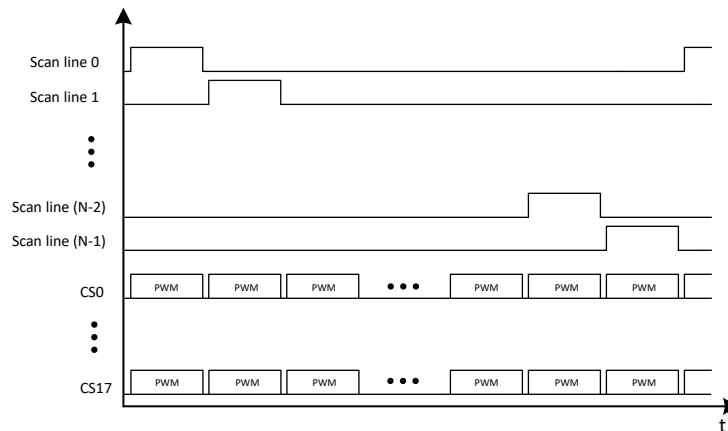 Scan line 0
Scan line 1
Scan line (N-2)
Scan line (N-1)
CS0 PWM PWM PWM PWM PWM PWM PWM
CS17 PWM PWM PWM PWM PWM PWM
t